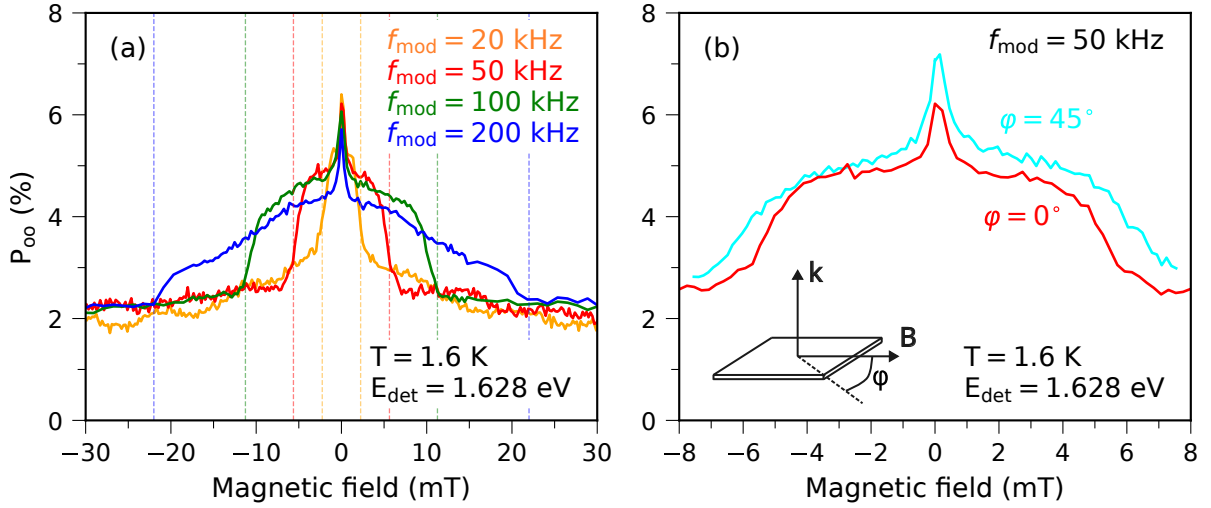 (a)
f_mod = 20 kHz
f_mod = 50 kHz
f_mod = 100 kHz
f_mod = 200 kHz
T = 1.6 K
E_det = 1.628 eV
P_oo (%)
8
6
4
2
0
−30 −20 −10 0 10 20 30
Magnetic field (mT)
(b)
f_mod = 50 kHz
φ = 45°
φ = 0°
k
B
φ
T = 1.6 K
E_det = 1.628 eV
8
6
4
2
0
−8 −6 −4 −2 0 2 4 6 8
Magnetic field (mT)